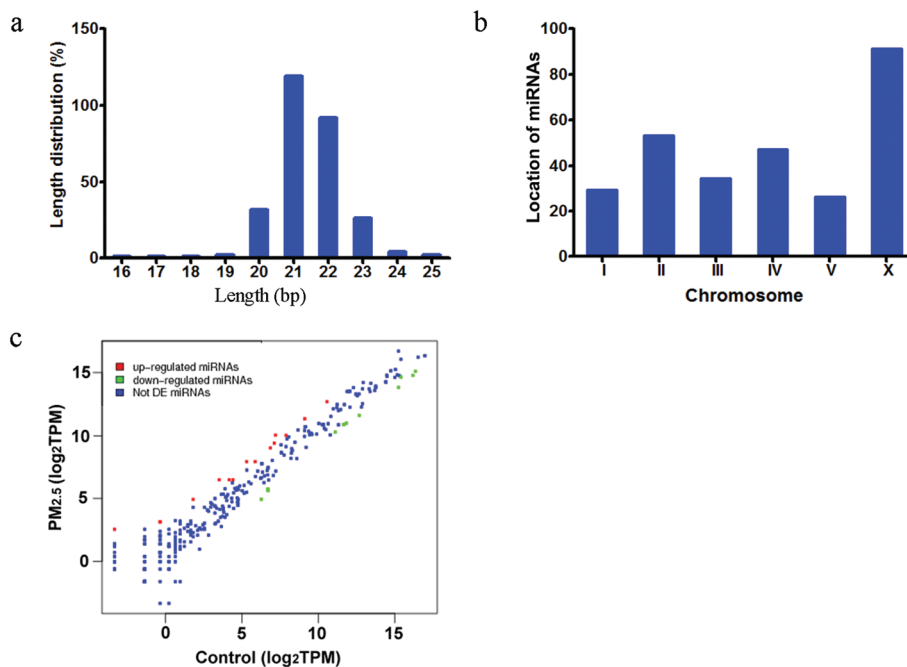 a
150
100
50
0
Length distribution (%)
16 17 18 19 20 21 22 23 24 25
Length (bp)
b
100
80
60
40
20
0
Location of miRNAs
I II III IV V X
Chromosome
c
up-regulated miRNAs
down-regulated miRNAs
Not DE miRNAs
15
10
5
0
PM2.5 (log2TPM)
0 5 10 15
Control (log2TPM)